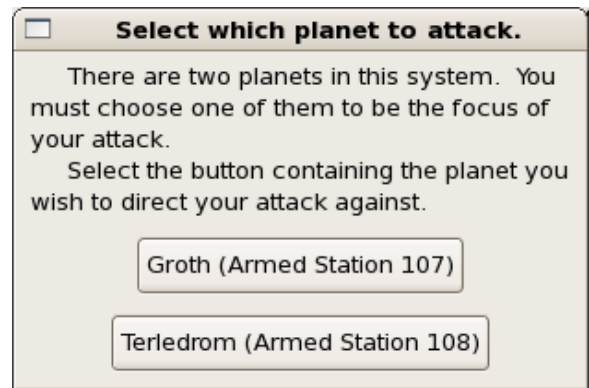 Select which planet to attack.
There are two planets in this system.  You
must choose one of them to be the focus of
your attack.
Select the button containing the planet you
wish to direct your attack against.
Groth (Armed Station 107)
Terledrom (Armed Station 108)